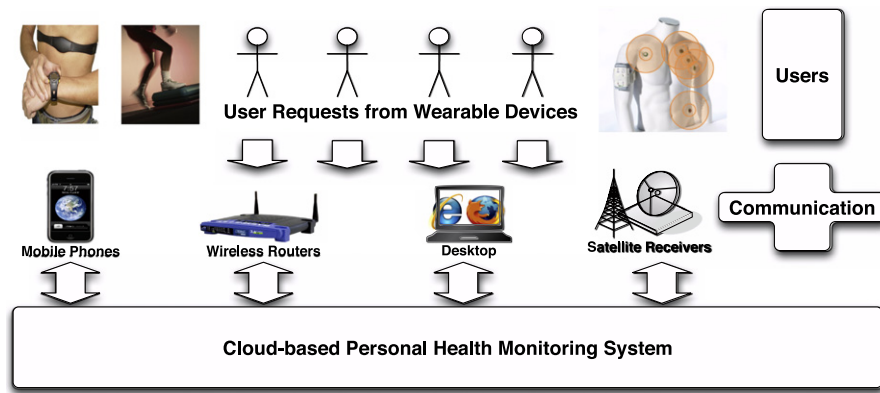 User Requests from Wearable Devices
Users
Mobile Phones
Wireless Routers
Desktop
Satellite Receivers
Communication
Cloud-based Personal Health Monitoring System